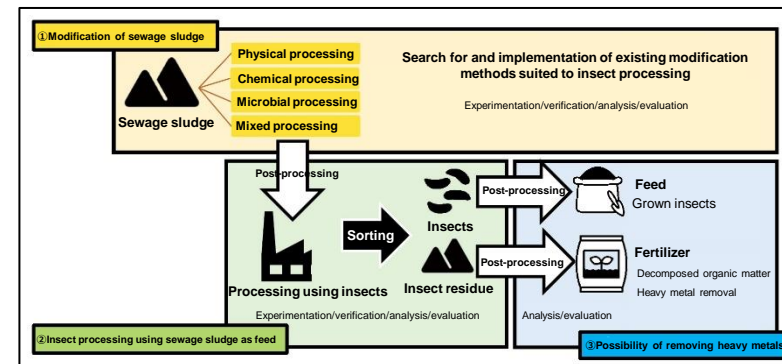 ①Modification of sewage sludge
Physical processing
Chemical processing
Microbial processing
Mixed processing
Sewage sludge
Search for and implementation of existing modification
methods suited to insect processing
Experimentation/verification/analysis/evaluation
Post-processing
Processing using insects
Sorting
Insects
Insect residue
Experimentation/verification/analysis/evaluation
②Insect processing using sewage sludge as feed
Post-processing
Feed
Grown insects
Post-processing
Fertilizer
Decomposed organic matter
Heavy metal removal
Analysis/evaluation
③Possibility of removing heavy metals